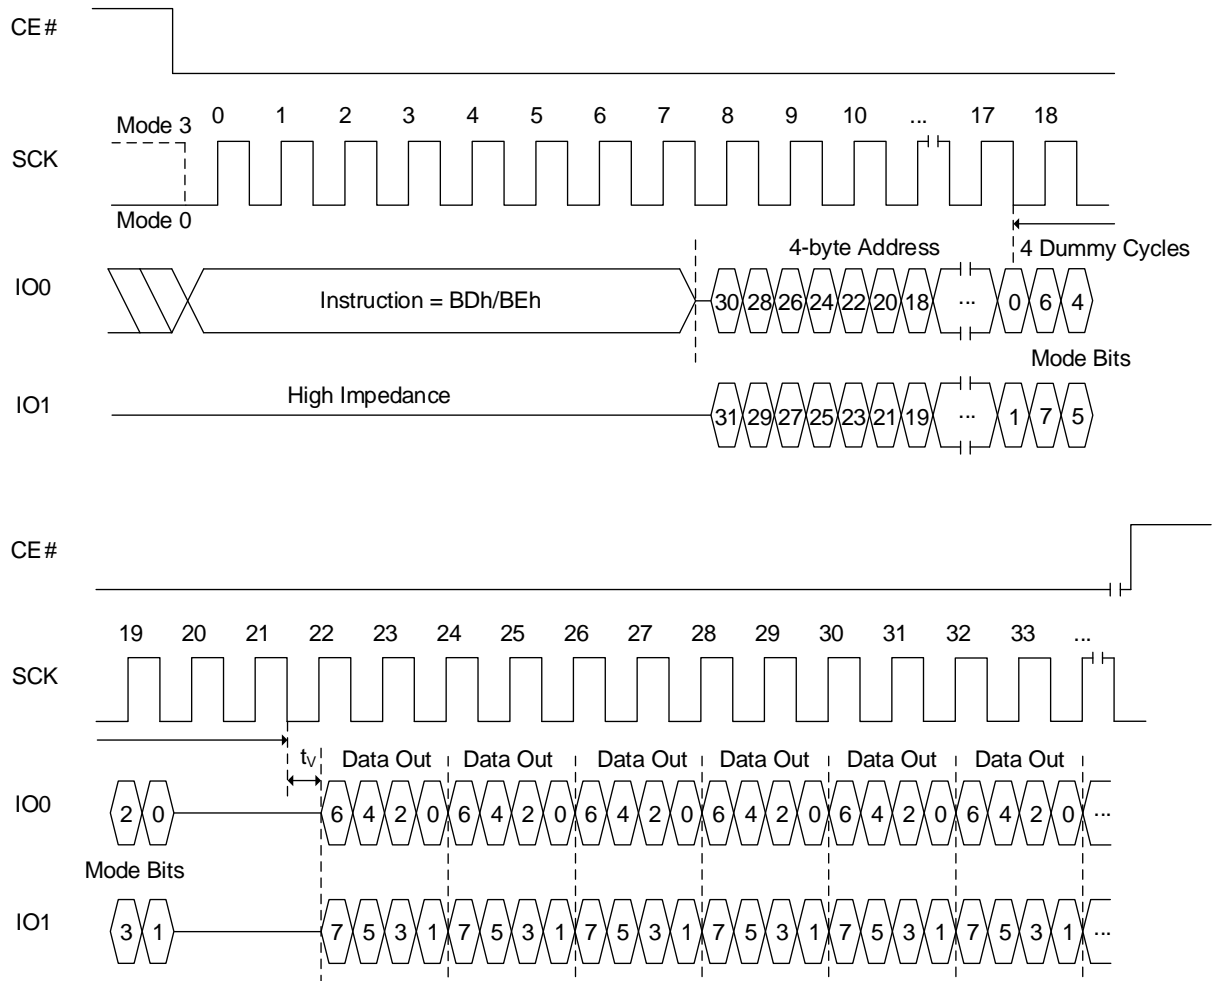 CE#
0 1 2 3 4 5 6 7 8 9 10 ... 17 18
Mode 3
SCK
Mode 0
4-byte Address 4 Dummy Cycles
IO0 Instruction = BDh/BEh 30 28 26 24 22 20 18 ... 0 6 4
Mode Bits
IO1 High Impedance 31 29 27 25 23 21 19 ... 1 7 5
CE#
19 20 21 22 23 24 25 26 27 28 29 30 31 32 33 ...
SCK
tV Data Out Data Out Data Out Data Out Data Out Data Out
IO0 2 0 6 4 2 0 6 4 2 0 6 4 2 0 6 4 2 0 6 4 2 0 6 4 2 0 ...
Mode Bits
IO1 3 1 7 5 3 1 7 5 3 1 7 5 3 1 7 5 3 1 7 5 3 1 7 5 3 1 ...